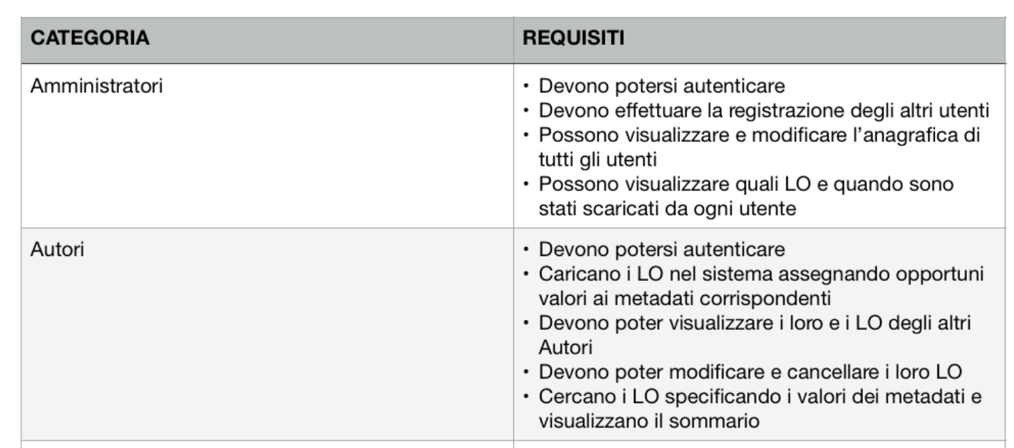 CATEGORIA
REQUISITI
Amministratori
• Devono potersi autenticare
• Devono effettuare la registrazione degli altri utenti
• Possono visualizzare e modificare l'anagrafica di
tutti gli utenti
• Possono visualizzare quali LO e quando sono
stati scaricati da ogni utente
Autori
• Devono potersi autenticare
• Caricano i LO nel sistema assegnando opportuni
valori ai metadati corrispondenti
• Devono poter visualizzare i loro e i LO degli altri
Autori
• Devono poter modificare e cancellare i loro LO
• Cercano i LO specificando i valori dei metadati e
visualizzano il sommario